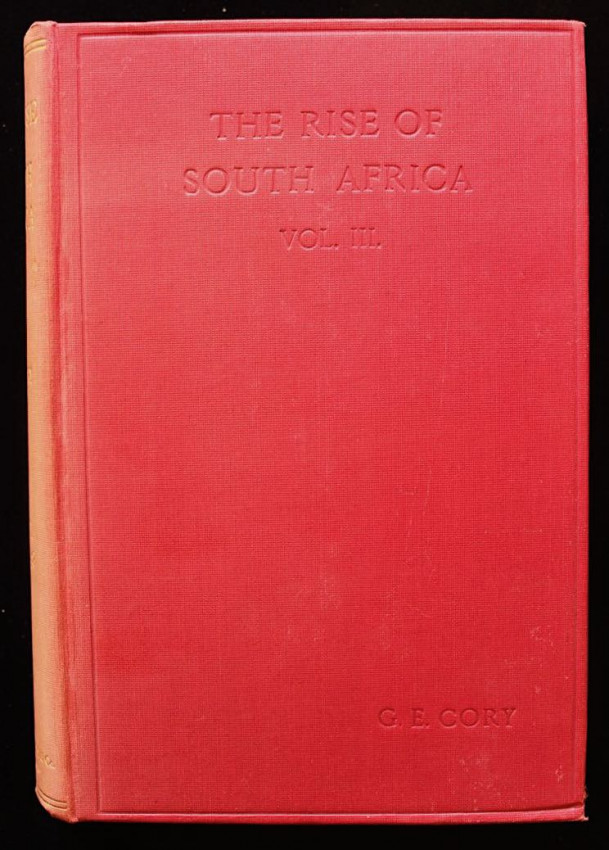 THE RISE OF
SOUTH AFRICA
VOL. III.
G. E. CORY